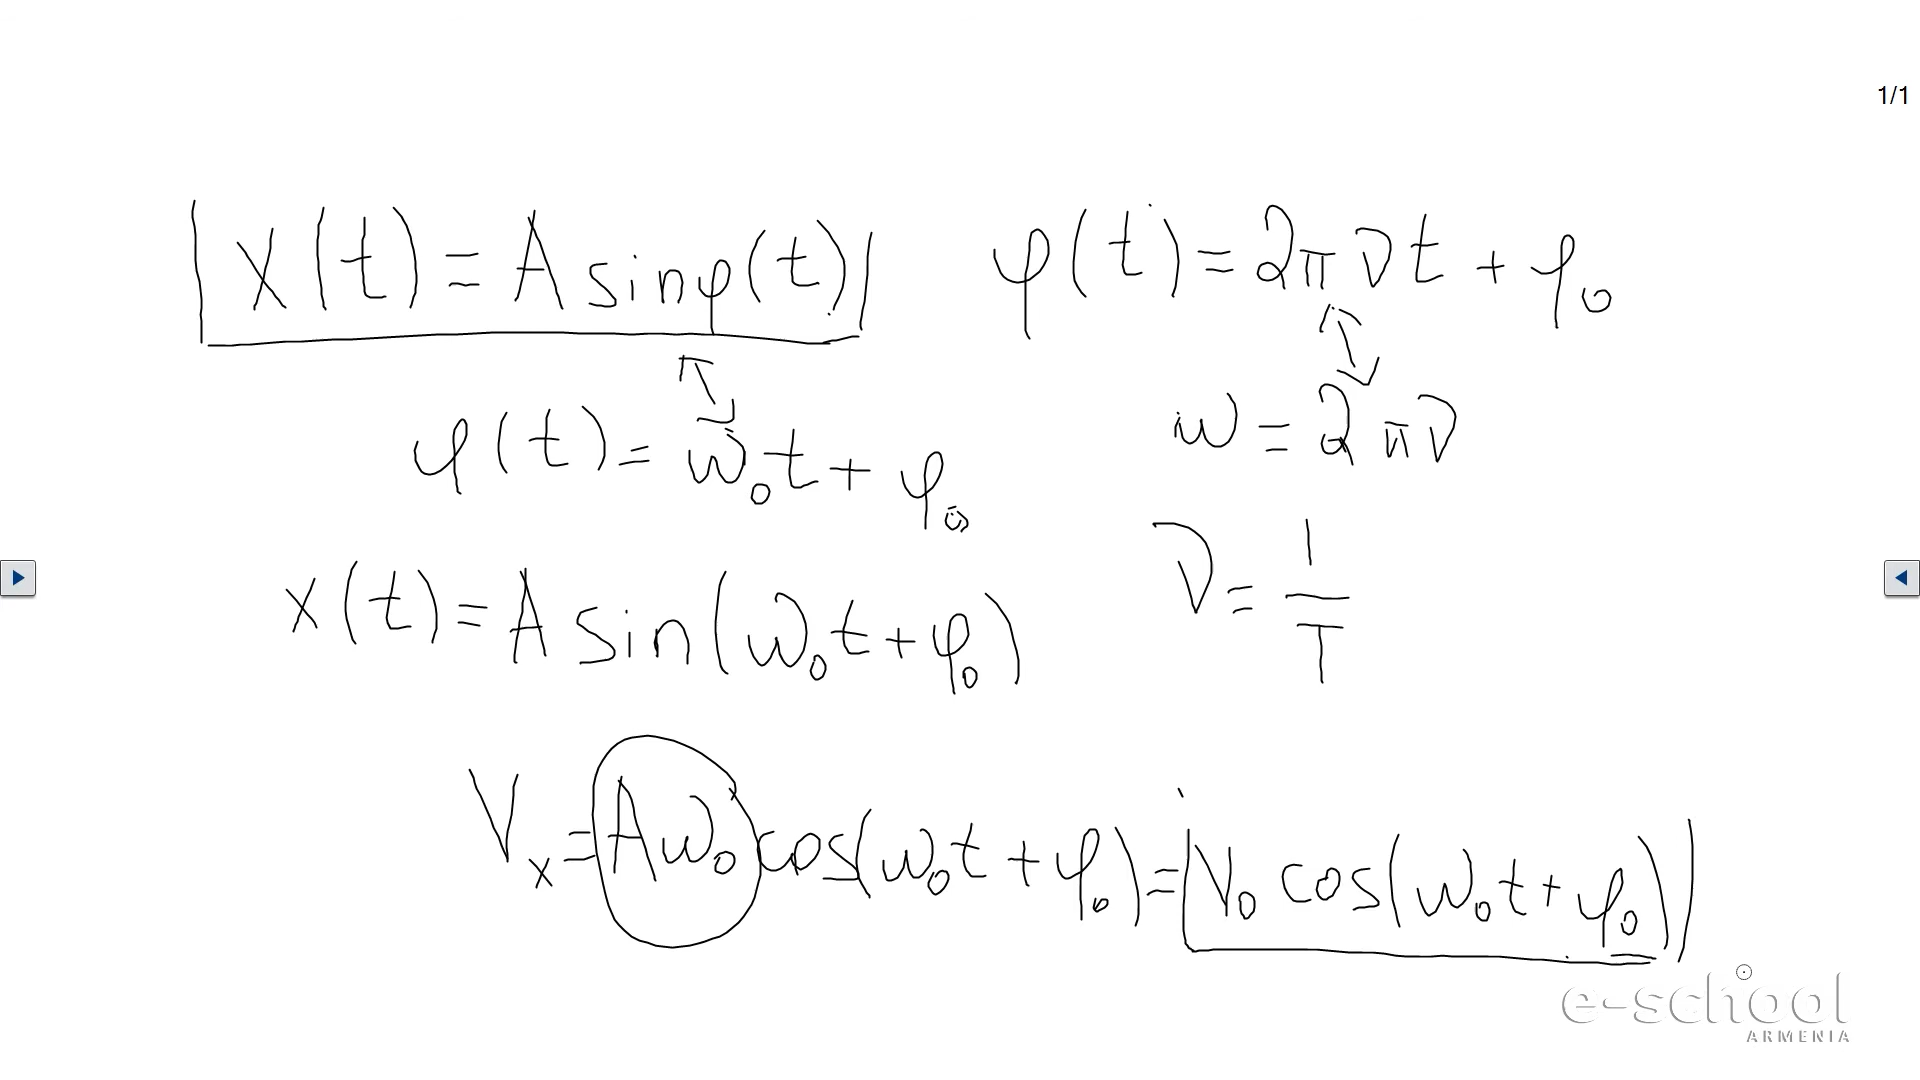 1/1
x(t) = A sinφ(t)
φ(t) = 2πνt + φ₀
φ(t) = ω₀t + φ₀
ω = 2πν
x(t) = A sin(ω₀t + φ₀)
ν = 1/T
Vₓ = Aω₀cos(ω₀t + φ₀) = V₀ cos(ω₀t + φ₀)
e-school
ARMENIA